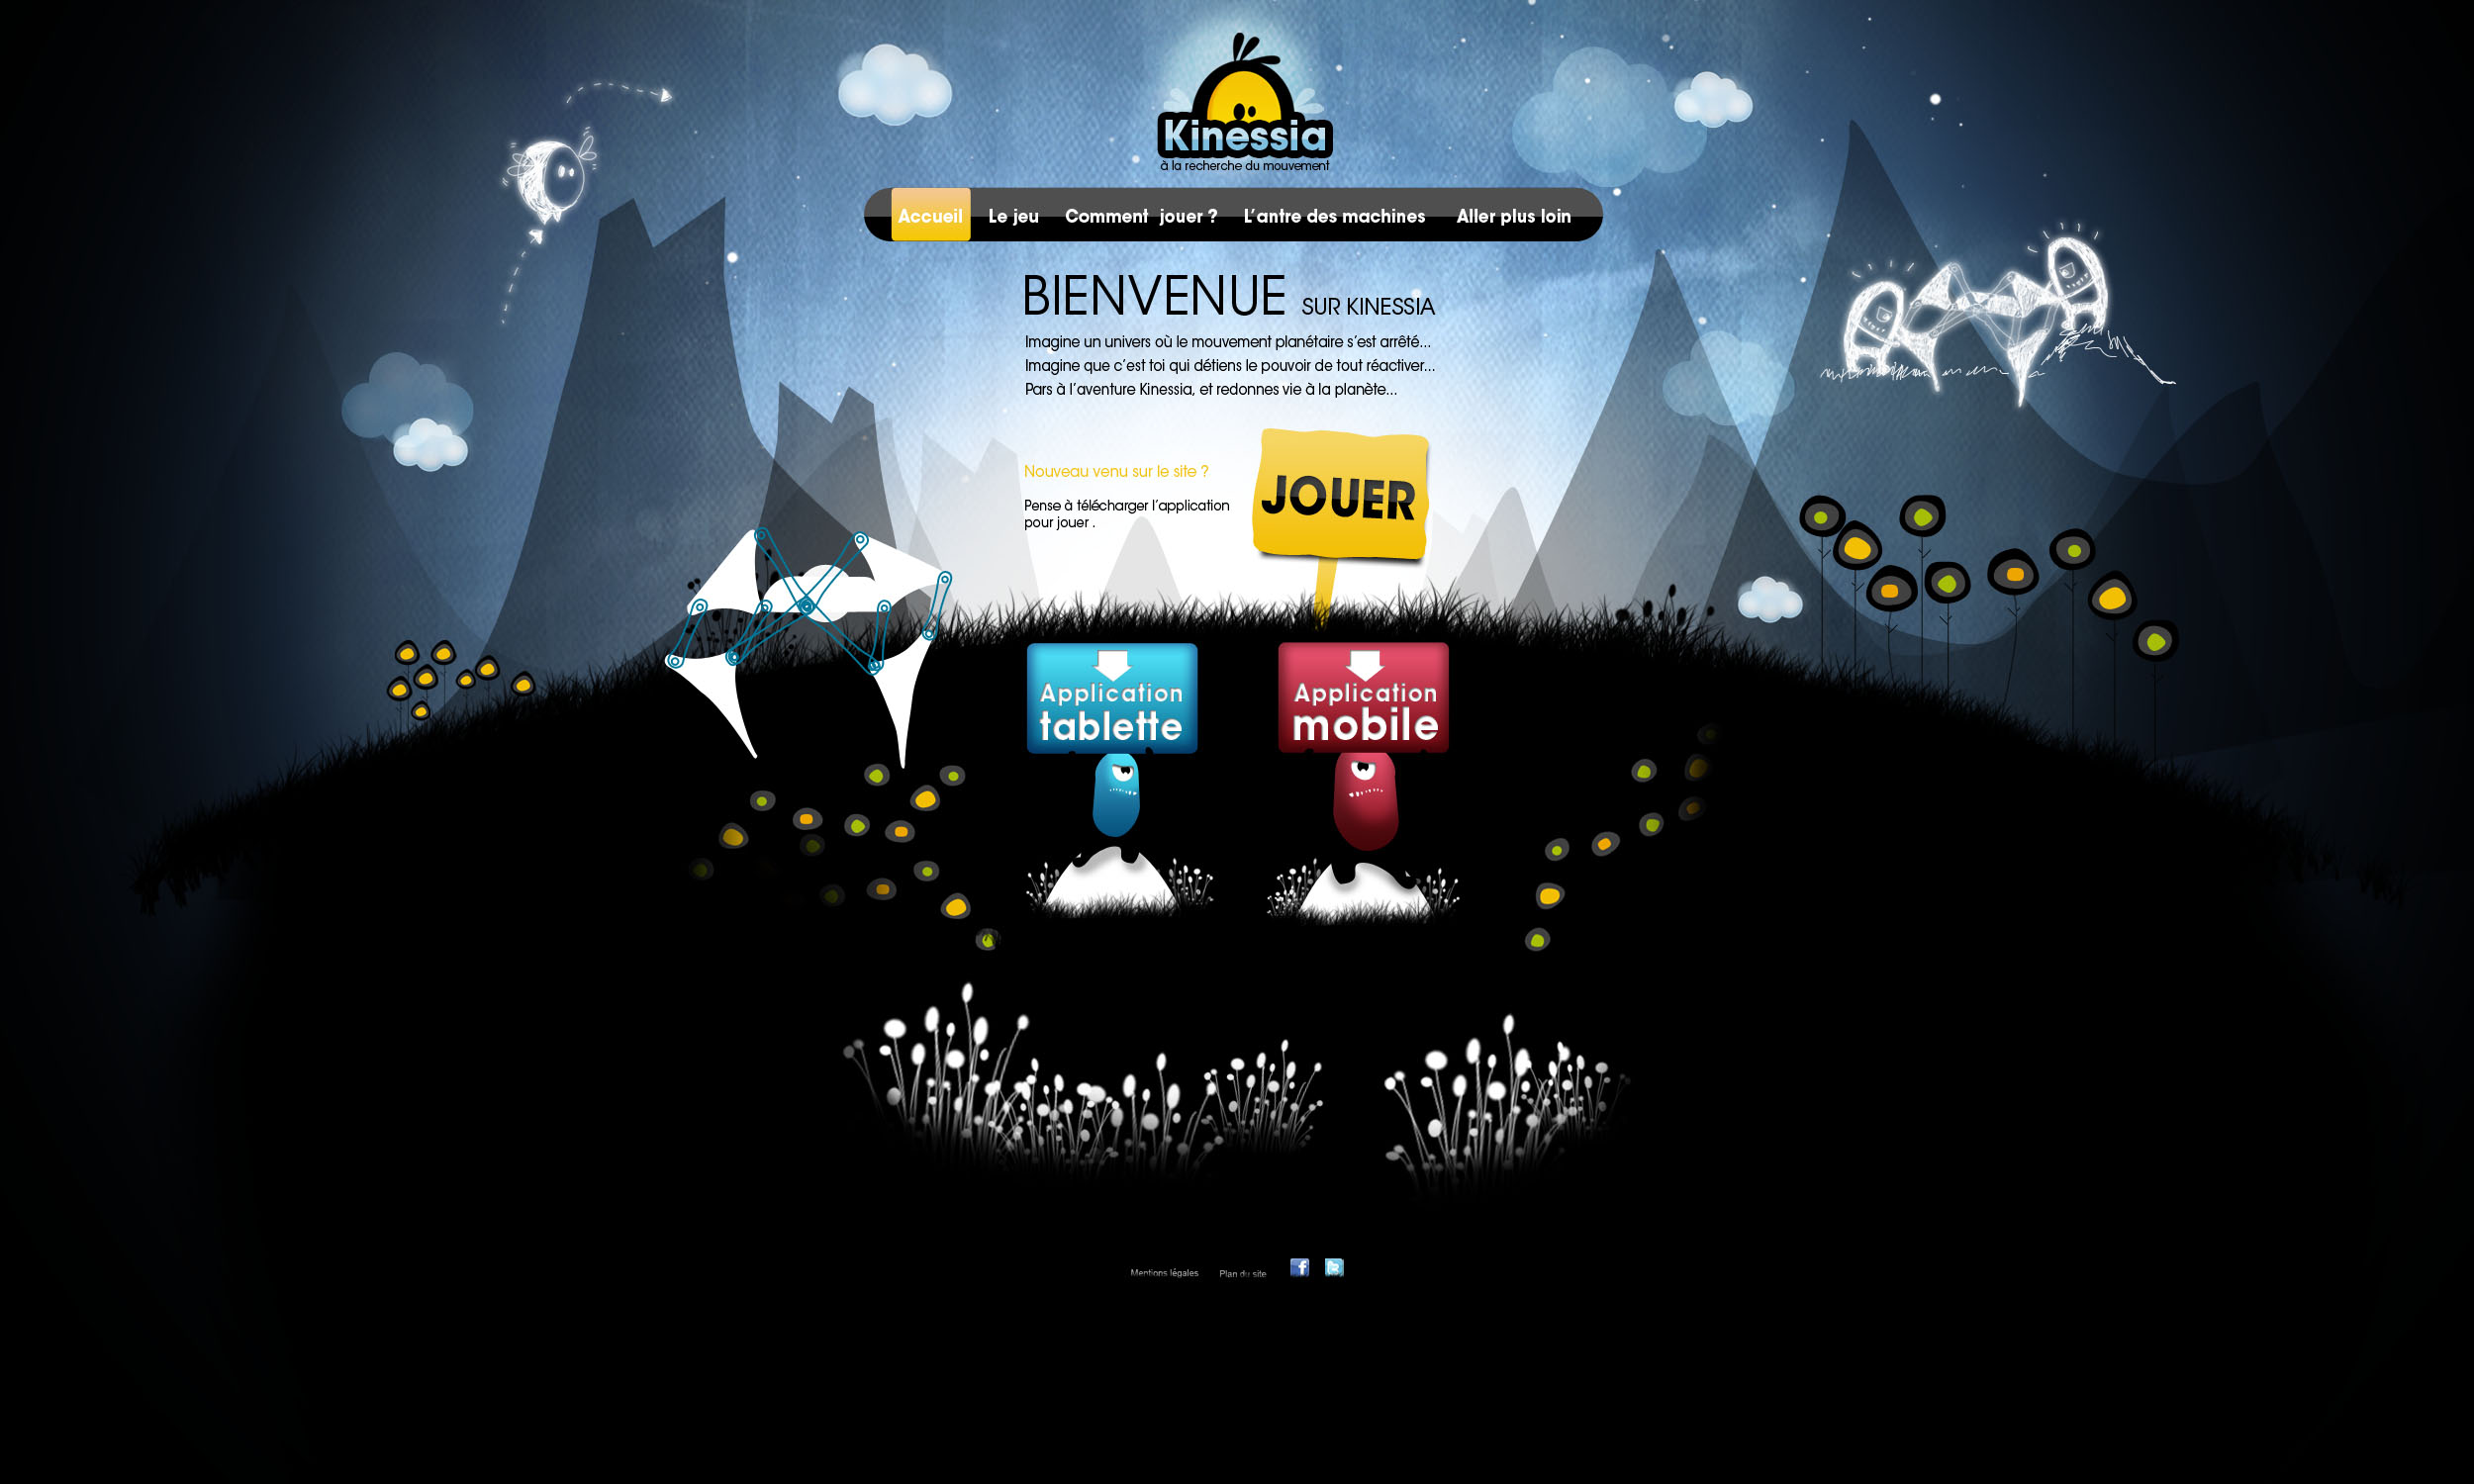 Kinessia
à la recherche du mouvement
Accueil Le jeu Comment jouer ? L'antre des machines Aller plus loin
BIENVENUE SUR KINESSIA
Imagine un univers où le mouvement planétaire s'est arrêté...
Imagine que c'est toi qui détiens le pouvoir de tout réactiver...
Pars à l'aventure Kinessia, et redonnes vie à la planète...
Nouveau venu sur le site ?
Pense à télécharger l'application
pour jouer .
JOUER
Application
tablette
Application
mobile
Mentions légales Plan du site